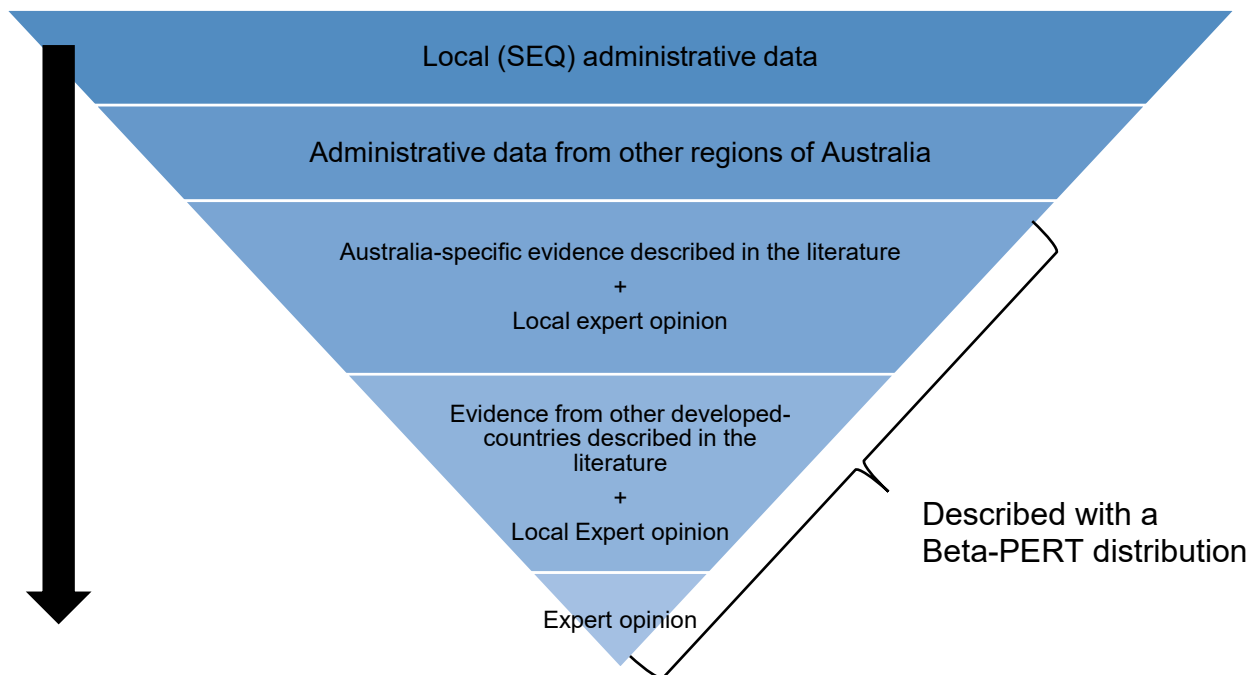 Local (SEQ) administrative data
Administrative data from other regions of Australia
Australia-specific evidence described in the literature
+
Local expert opinion
Evidence from other developed-
countries described in the
literature
+
Local Expert opinion
Expert opinion
Described with a
Beta-PERT distribution